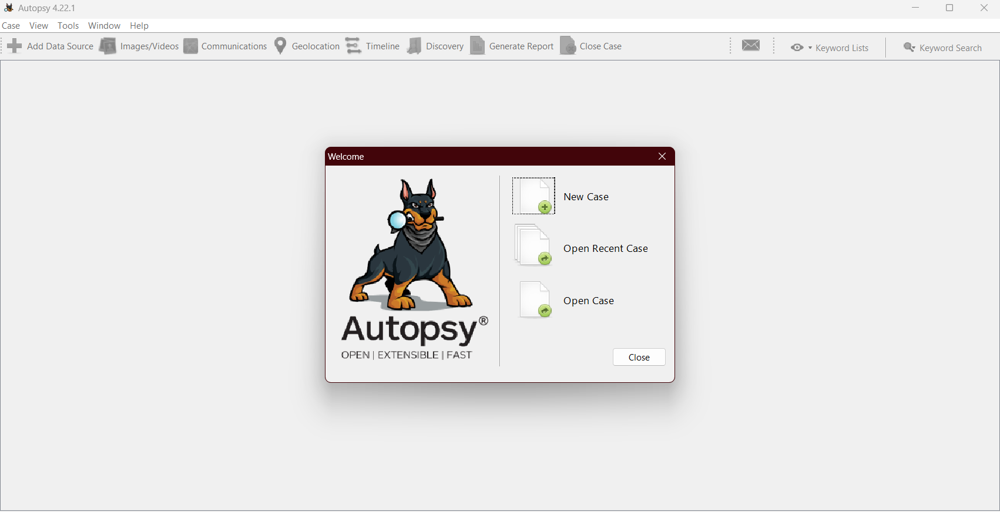 Autopsy 4.22.1
Case View Tools Window Help
Add Data Source Images/Videos Communications Geolocation Timeline Discovery Generate Report Close Case Keyword Lists Keyword Search
Welcome
New Case
Open Recent Case
Open Case
Autopsy®
OPEN | EXTENSIBLE | FAST
Close